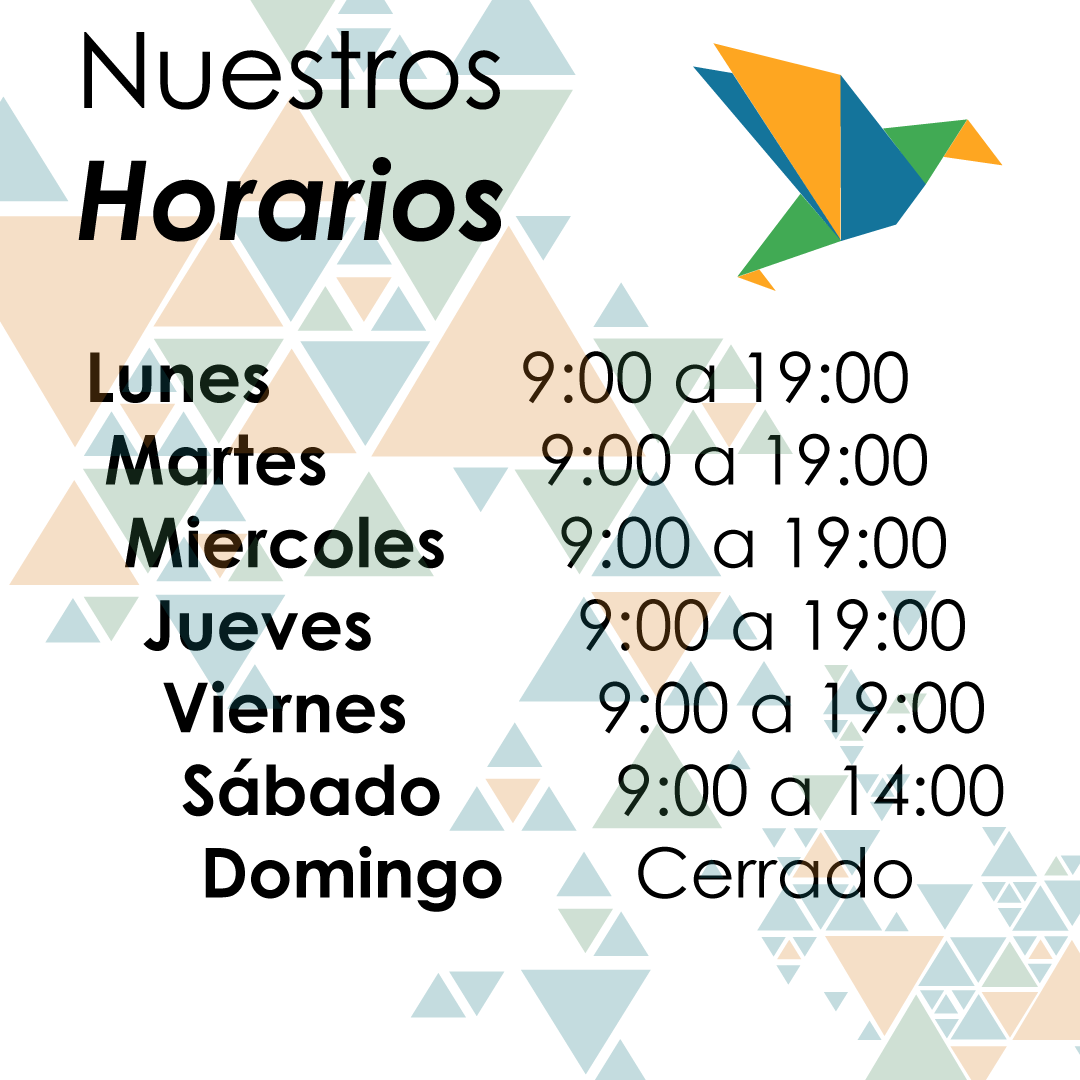 Nuestros
Horarios
Lunes 9:00 a 19:00
Martes 9:00 a 19:00
Miercoles 9:00 a 19:00
Jueves 9:00 a 19:00
Viernes 9:00 a 19:00
Sábado 9:00 a 14:00
Domingo Cerrado